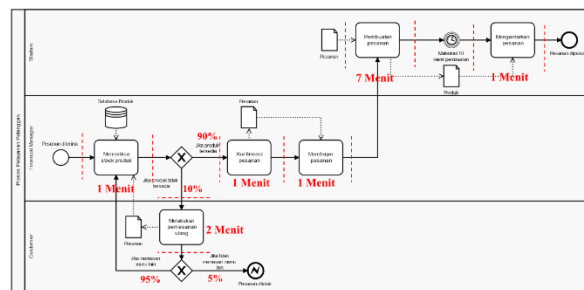 Proses Pelayanan Pelanggan
Pembuatan
pesanan
Maksimal 10
menit pembuatan
Mengantarkan
pesanan
Pesanan
Produk
7 Menit
1 Menit
Financial Manager
Database Produk
Pesanan diterima
Memeriksa
stock produk
1 Menit
90%
Jika produk
tersedia
Jika produk tidak
tersedia
10%
Pesanan
Konfirmasi
pesanan
1 Menit
Membayar
pesanan
1 Menit
Customer
Pesanan
Melakukan
pemesanan
ulang
2 Menit
Jika memesan
menu lain
95%
Jika tidak
memesan menu
lain
5%
Pesanan ditolak